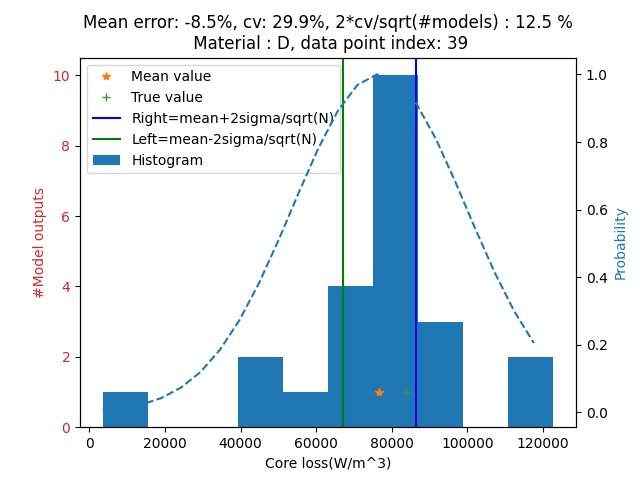 Mean error: -8.5%, cv: 29.9%, 2*cv/sqrt(#models) : 12.5 %
Material : D, data point index: 39
Mean value
True value
Right=mean+2sigma/sqrt(N)
Left=mean-2sigma/sqrt(N)
Histogram
#Model outputs
10
8
6
4
2
0
Probability
1.0
0.8
0.6
0.4
0.2
0.0
0 20000 40000 60000 80000 100000 120000
Core loss(W/m^3)